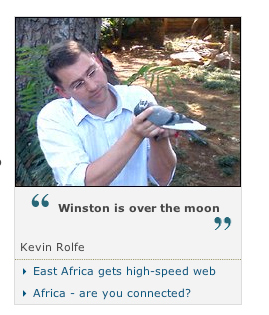 “ Winston is over the moon ”
Kevin Rolfe
East Africa gets high-speed web
Africa - are you connected?